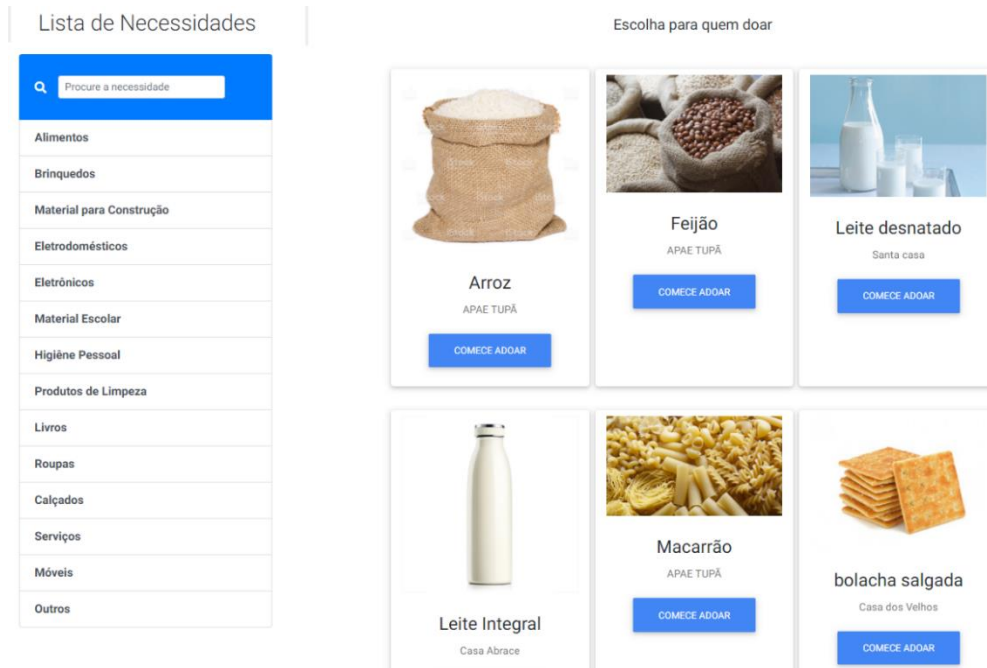 Lista de Necessidades
Procure a necessidade
Alimentos
Brinquedos
Material para Construção
Eletrodomésticos
Eletrônicos
Material Escolar
Higiêne Pessoal
Produtos de Limpeza
Livros
Roupas
Calçados
Serviços
Móveis
Outros
Escolha para quem doar
Arroz
APAE TUPÃ
COMECE ADOAR
Feijão
APAE TUPÃ
COMECE ADOAR
Leite desnatado
Santa casa
COMECE ADOAR
Leite Integral
Casa Abrace
Macarrão
APAE TUPÃ
COMECE ADOAR
bolacha salgada
Casa dos Velhos
COMECE ADOAR